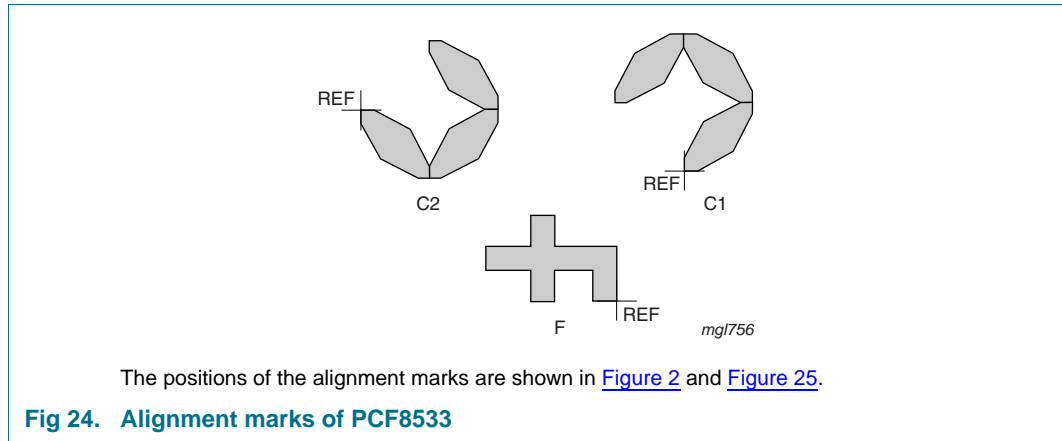 REF
C2
REF
C1
REF
F
mgl756
The positions of the alignment marks are shown in Figure 2 and Figure 25.
Fig 24. Alignment marks of PCF8533